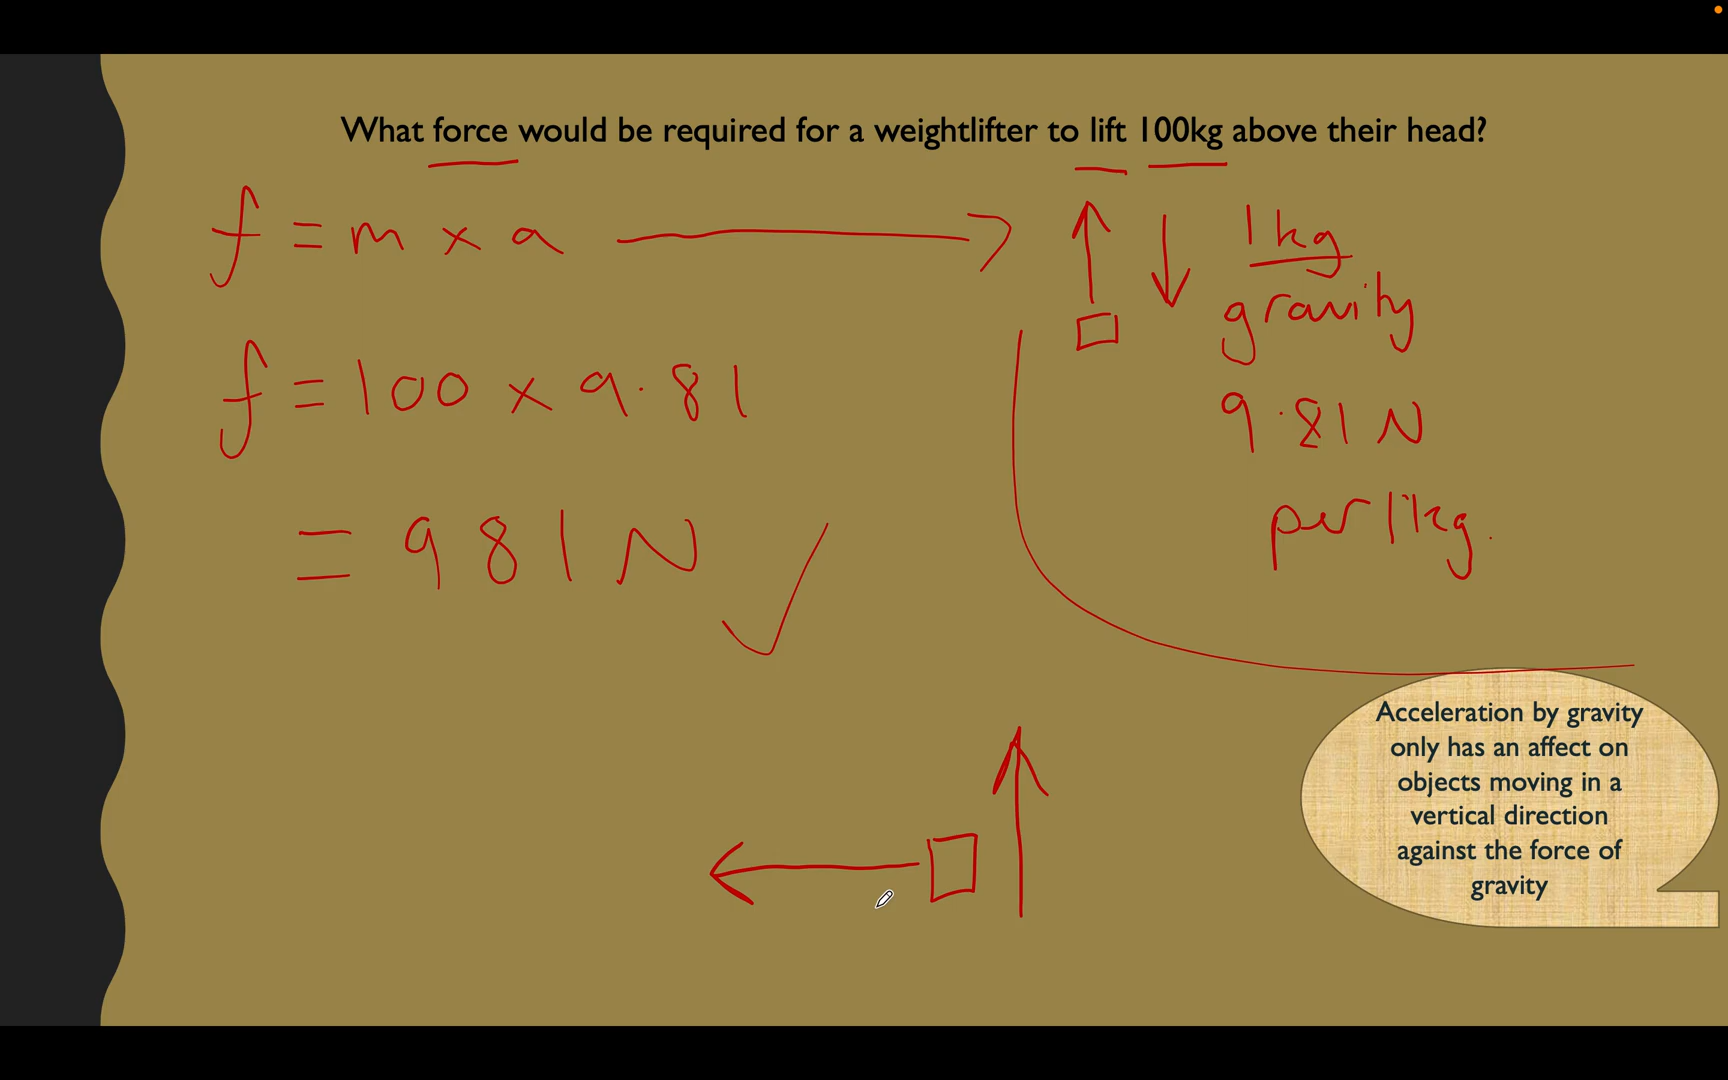 What force would be required for a weightlifter to lift 100kg above their head?
f = m x a
1kg
gravity
9.81 N
per 1kg.
f = 100 x 9.81
= 981 N
Acceleration by gravity
only has an affect on
objects moving in a
vertical direction
against the force of
gravity